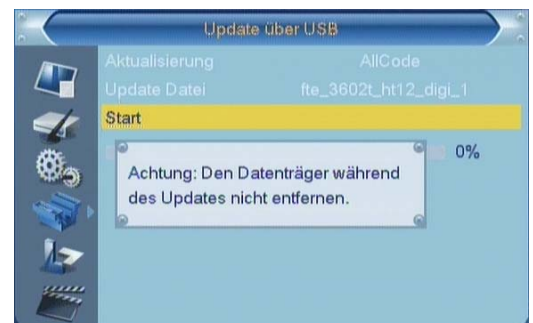 Update über USB
Aktualisierung AllCode
Update Datei fte_3602t_ht12_digi_1
Start
0%
Achtung: Den Datenträger während
des Updates nicht entfernen.